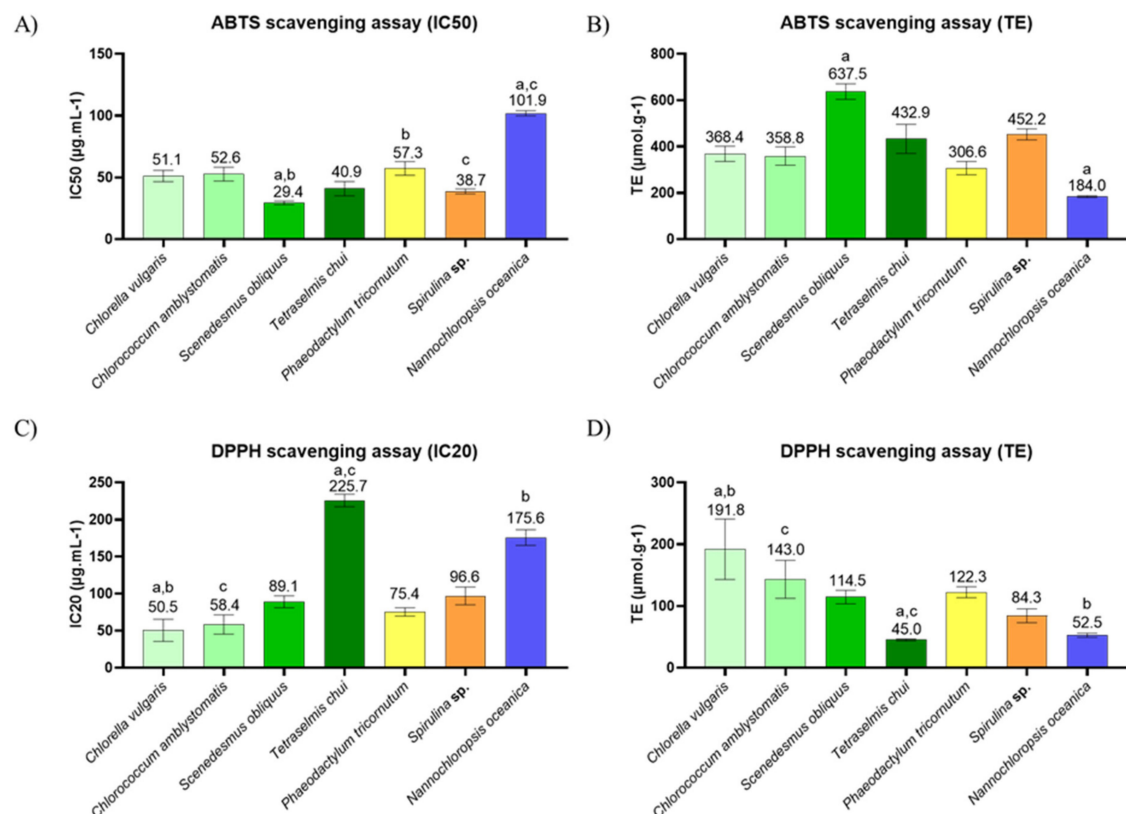 A)
ABTS scavenging assay (IC50)
IC50 (µg.mL-1)
150
100
50
0
51.1
52.6
a,b
29.4
40.9
b
57.3
c
38.7
a,c
101.9
Chlorella vulgaris
Chlorococcum amblystomatis
Scenedesmus obliquus
Tetraselmis chui
Phaeodactylum tricornutum
Spirulina sp.
Nannochloropsis oceanica
B)
ABTS scavenging assay (TE)
TE (µmol.g-1)
800
600
400
200
0
368.4
358.8
a
637.5
432.9
306.6
452.2
a
184.0
Chlorella vulgaris
Chlorococcum amblystomatis
Scenedesmus obliquus
Tetraselmis chui
Phaeodactylum tricornutum
Spirulina sp.
Nannochloropsis oceanica
C)
DPPH scavenging assay (IC20)
IC20 (µg.mL-1)
250
200
150
100
50
0
a,b
50.5
c
58.4
89.1
a,c
225.7
75.4
96.6
b
175.6
Chlorella vulgaris
Chlorococcum amblystomatis
Scenedesmus obliquus
Tetraselmis chui
Phaeodactylum tricornutum
Spirulina sp.
Nannochloropsis oceanica
D)
DPPH scavenging assay (TE)
TE (µmol.g-1)
300
200
100
0
a,b
191.8
c
143.0
114.5
a,c
45.0
122.3
84.3
b
52.5
Chlorella vulgaris
Chlorococcum amblystomatis
Scenedesmus obliquus
Tetraselmis chui
Phaeodactylum tricornutum
Spirulina sp.
Nannochloropsis oceanica